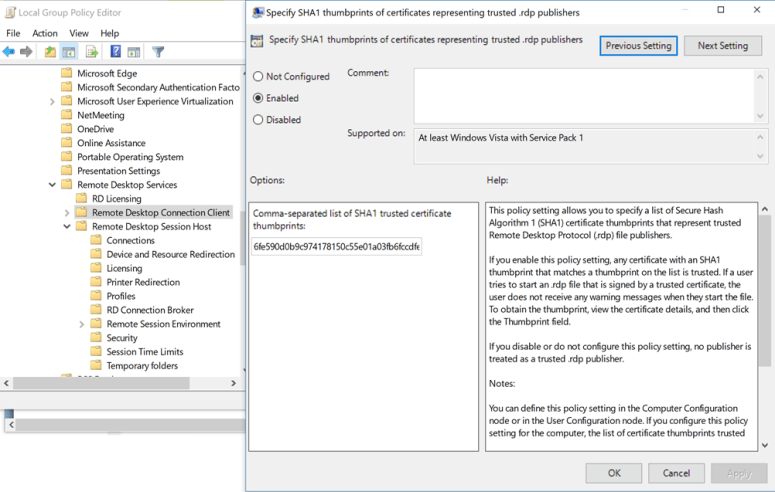 Local Group Policy Editor
File Action View Help
Microsoft Edge
Microsoft Secondary Authentication Facto
Microsoft User Experience Virtualization
NetMeeting
OneDrive
Online Assistance
Portable Operating System
Presentation Settings
Remote Desktop Services
RD Licensing
Remote Desktop Connection Client
Remote Desktop Session Host
Connections
Device and Resource Redirection
Licensing
Printer Redirection
Profiles
RD Connection Broker
Remote Session Environment
Security
Session Time Limits
Temporary folders
Specify SHA1 thumbprints of certificates representing trusted .rdp publishers
Specify SHA1 thumbprints of certificates representing trusted .rdp publishers
Previous Setting
Next Setting
Not Configured
Enabled
Disabled
Comment:
Supported on:
At least Windows Vista with Service Pack 1
Options:
Help:
Comma-separated list of SHA1 trusted certificate
thumbprints:
6fe590d0b9c974178150c55e01a03fb6fccdfe
This policy setting allows you to specify a list of Secure Hash
Algorithm 1 (SHA1) certificate thumbprints that represent trusted
Remote Desktop Protocol (.rdp) file publishers.
If you enable this policy setting, any certificate with an SHA1
thumbprint that matches a thumbprint on the list is trusted. If a user
tries to start an .rdp file that is signed by a trusted certificate, the
user does not receive any warning messages when they start the file.
To obtain the thumbprint, view the certificate details, and then click
the Thumbprint field.
If you disable or do not configure this policy setting, no publisher is
treated as a trusted .rdp publisher.
Notes:
You can define this policy setting in the Computer Configuration
node or in the User Configuration node. If you configure this policy
setting for the computer, the list of certificate thumbprints trusted
OK
Cancel
Apply